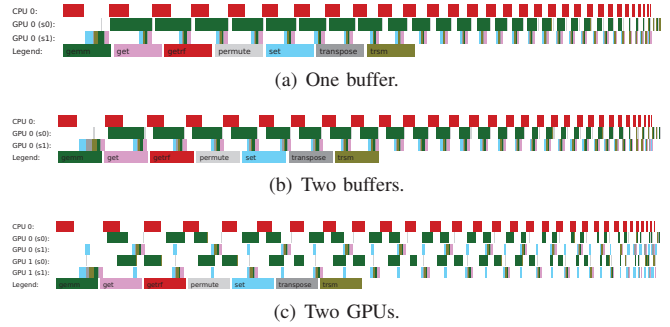 CPU 0:
GPU 0 (s0):
GPU 0 (s1):
Legend: gemm get getrf permute set transpose trsm
(a) One buffer.
CPU 0:
GPU 0 (s0):
GPU 0 (s1):
Legend: gemm get getrf permute set transpose trsm
(b) Two buffers.
CPU 0:
GPU 0 (s0):
GPU 0 (s1):
GPU 1 (s0):
GPU 1 (s1):
Legend: gemm get getrf permute set transpose trsm
(c) Two GPUs.